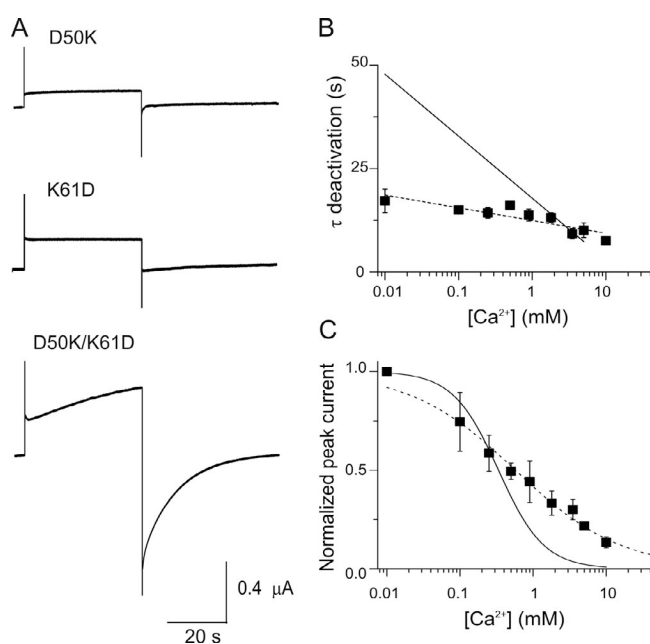 A
D50K
K61D
D50K/K61D
0.4 μA
20 s
B
50
25
0
τ deactivation (s)
0.01
0.1
1
10
[Ca²⁺] (mM)
C
1.0
0.5
0.0
Normalized peak current
0.01
0.1
1
10
[Ca²⁺] (mM)